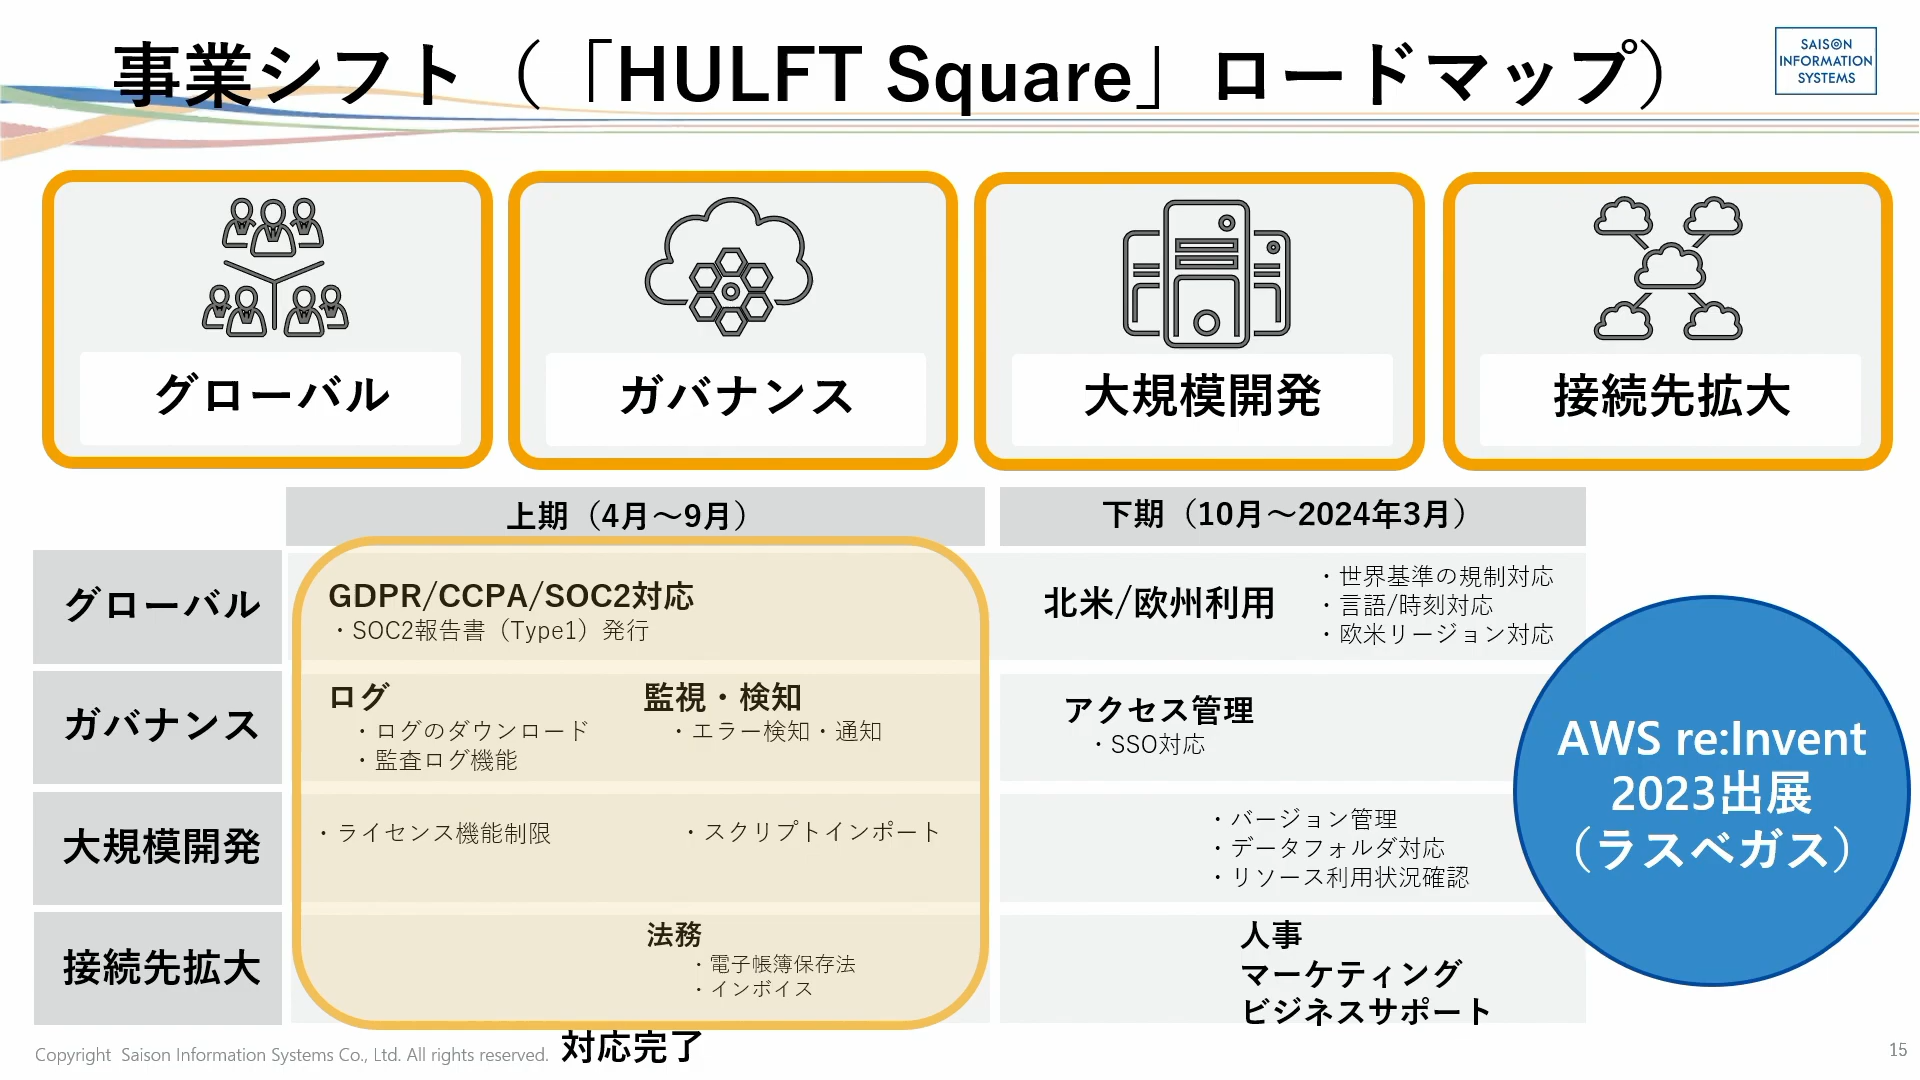 事業シフト（「HULFT Square」ロードマップ）
SAISON
INFORMATION
SYSTEMS
グローバル
ガバナンス
大規模開発
接続先拡大
上期（4月～9月）
下期（10月～2024年3月）
グローバル
GDPR/CCPA/SOC2対応
・SOC2報告書（Type1）発行
北米/欧州利用
・世界基準の規制対応
・言語/時刻対応
・欧米リージョン対応
ガバナンス
ログ
・ログのダウンロード
・監査ログ機能
監視・検知
・エラー検知・通知
アクセス管理
・SSO対応
大規模開発
・ライセンス機能制限
・スクリプトインポート
・バージョン管理
・データフォルダ対応
・リソース利用状況確認
接続先拡大
法務
・電子帳簿保存法
・インボイス
人事
マーケティング
ビジネスサポート
AWS re:Invent
2023出展
（ラスベガス）
対応完了
Copyright Saison Information Systems Co., Ltd. All rights reserved.
15